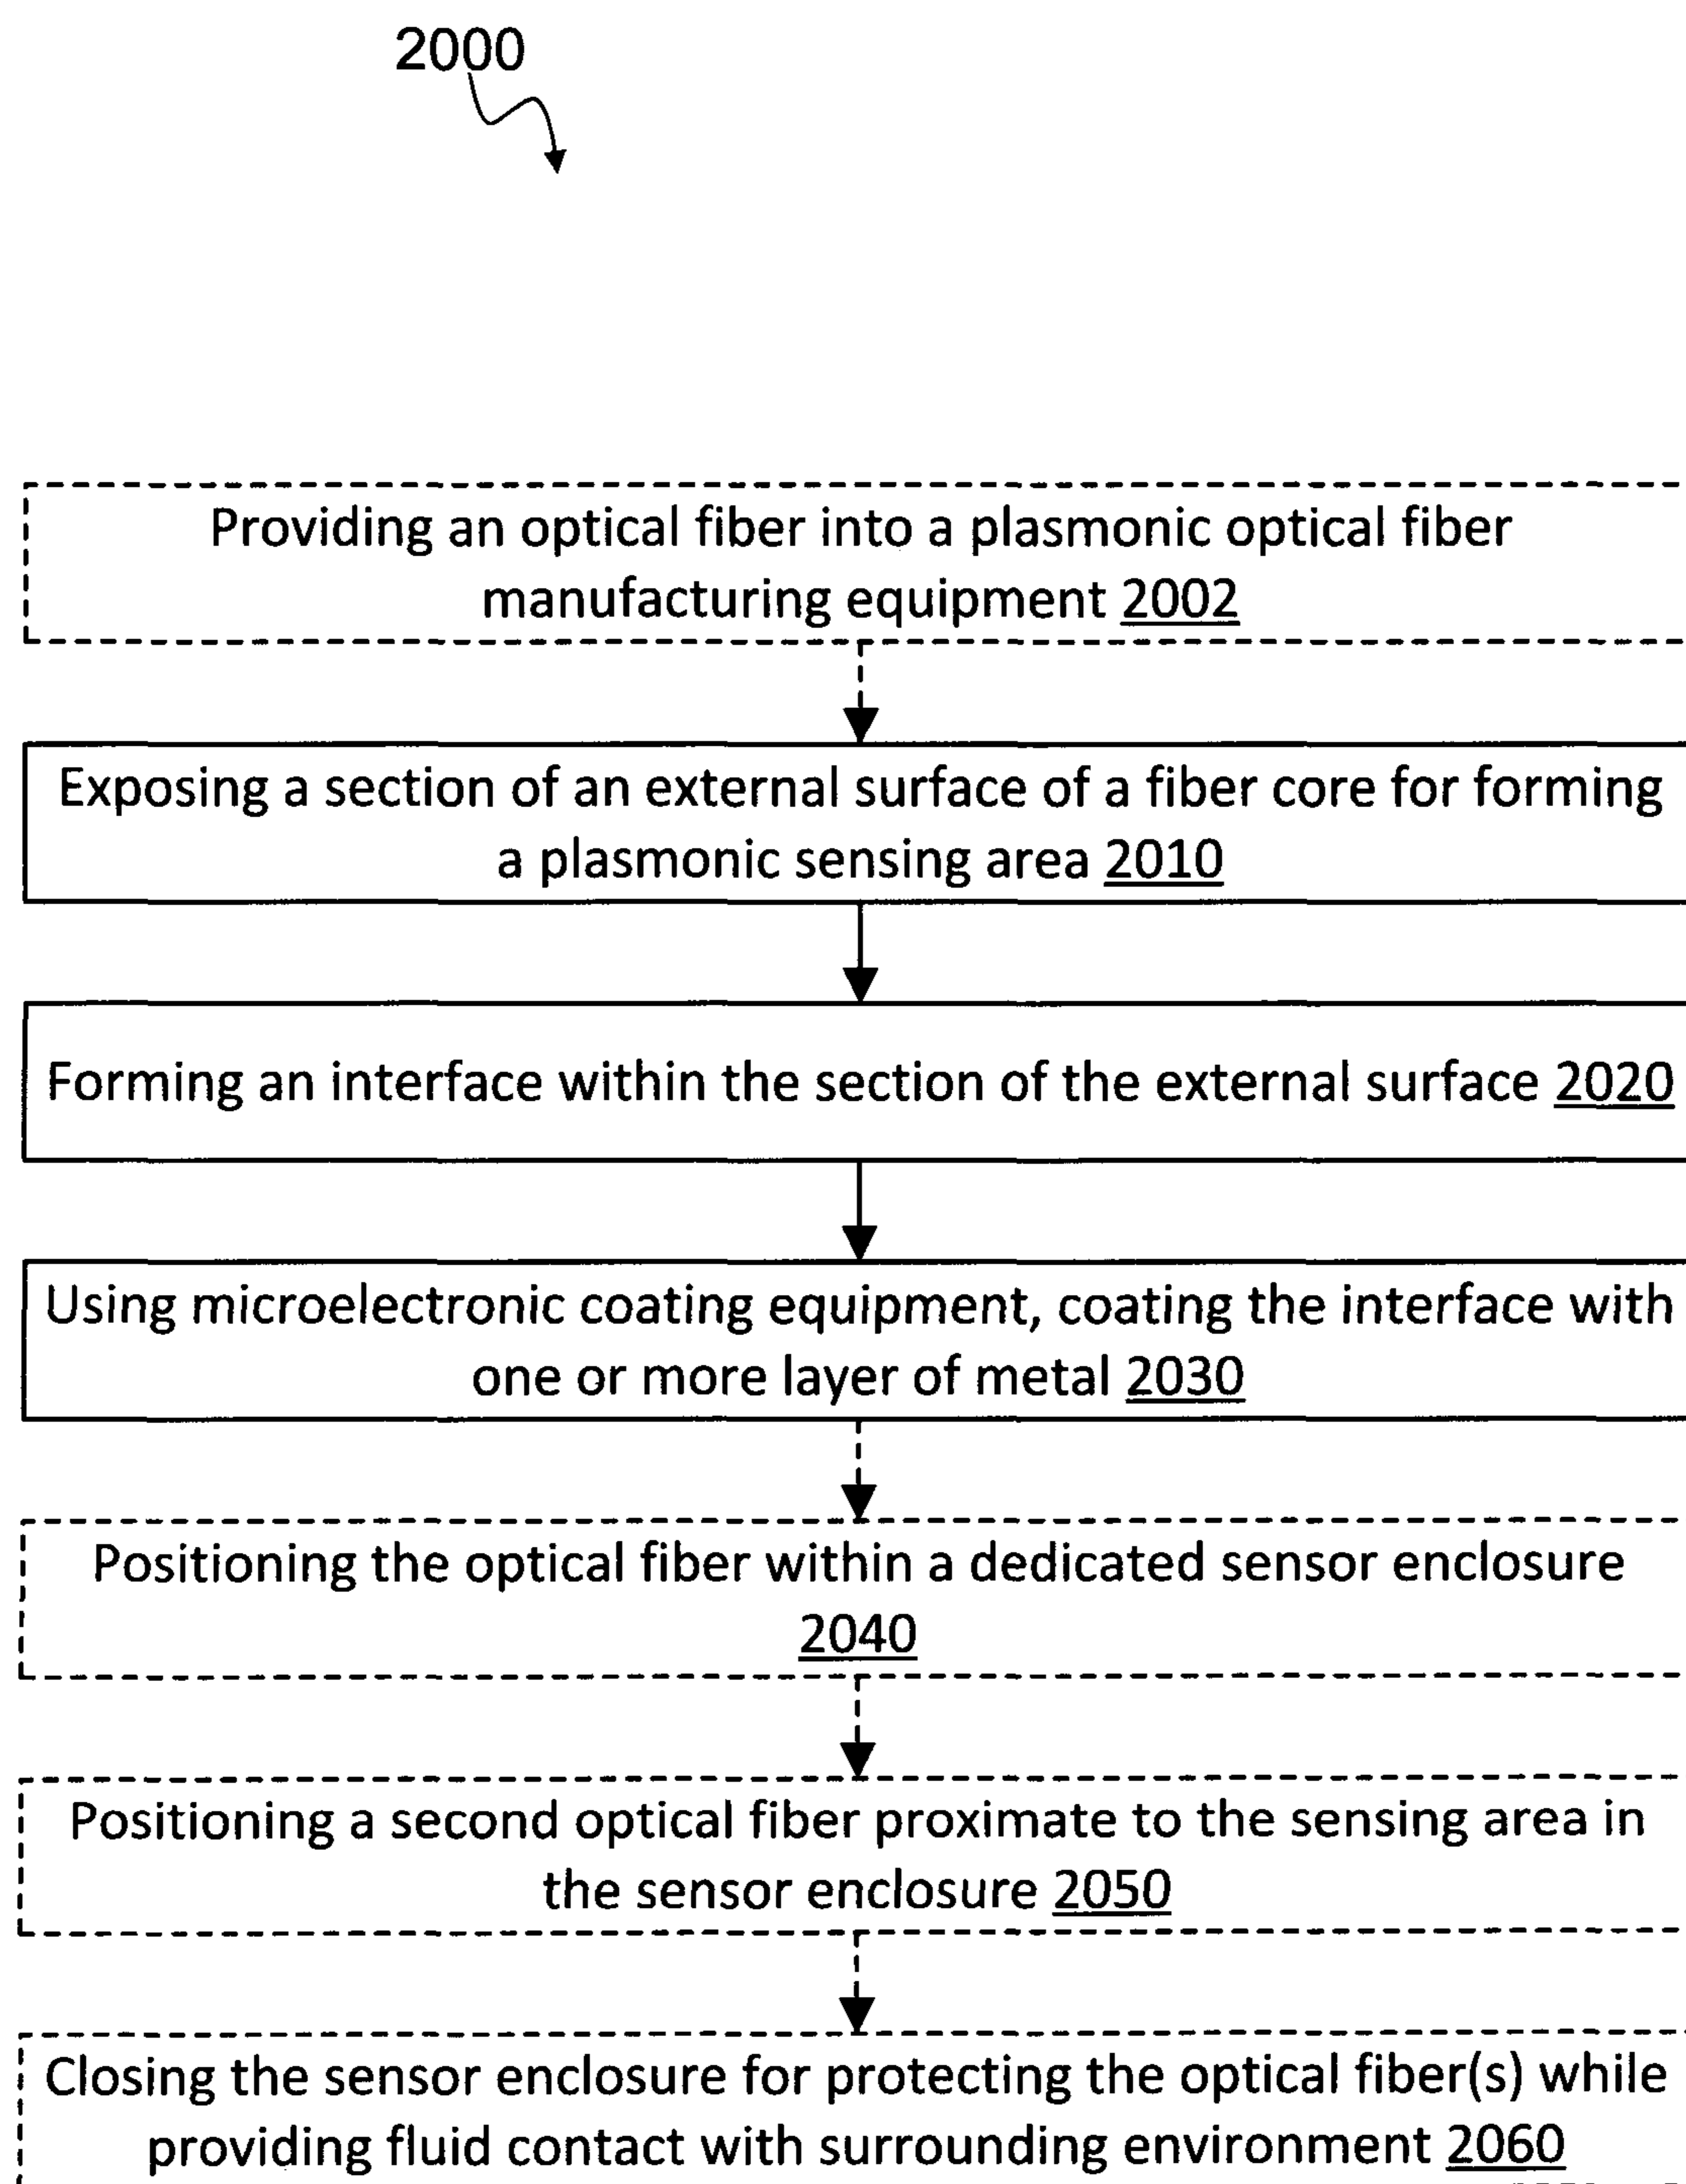 2000
Providing an optical fiber into a plasmonic optical fiber
manufacturing equipment 2002
Exposing a section of an external surface of a fiber core for forming
a plasmonic sensing area 2010
Forming an interface within the section of the external surface 2020
Using microelectronic coating equipment, coating the interface with
one or more layer of metal 2030
Positioning the optical fiber within a dedicated sensor enclosure
2040
Positioning a second optical fiber proximate to the sensing area in
the sensor enclosure 2050
Closing the sensor enclosure for protecting the optical fiber(s) while
providing fluid contact with surrounding environment 2060